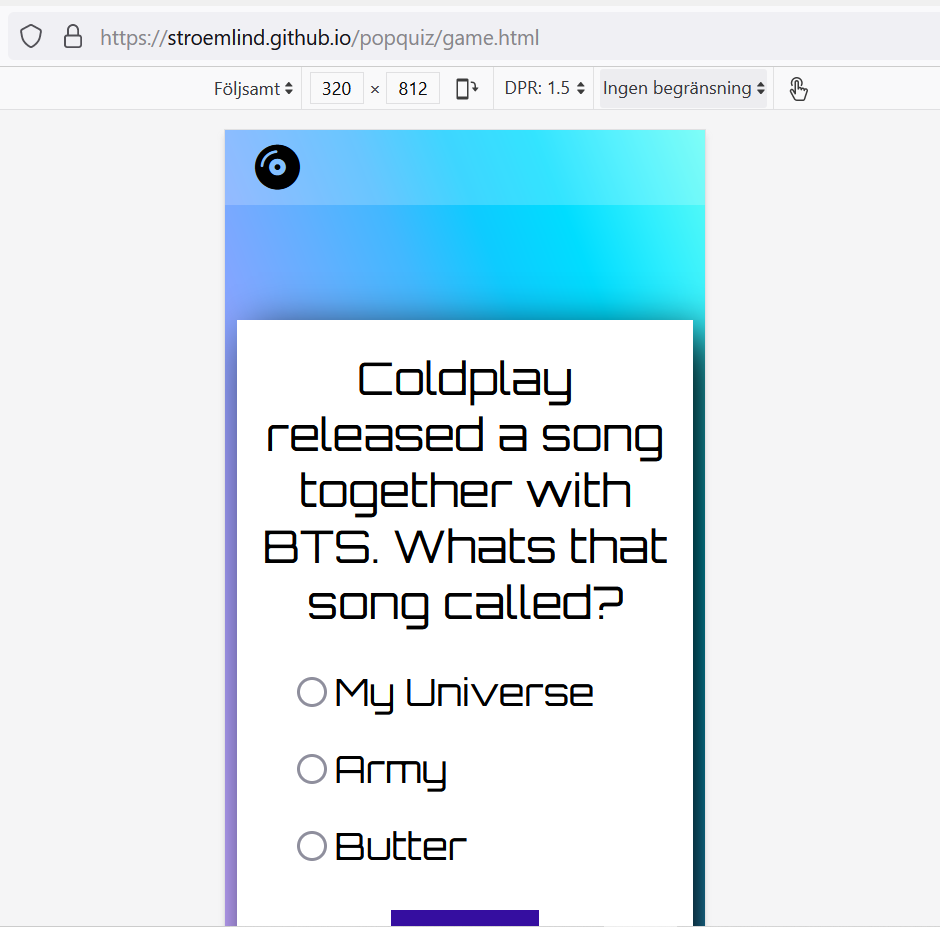 https://stroemlind.github.io/popquiz/game.html
Följsamt 320 × 812 DPR: 1.5 Ingen begränsning
Coldplay
released a song
together with
BTS. Whats that
song called?
My Universe
Army
Butter